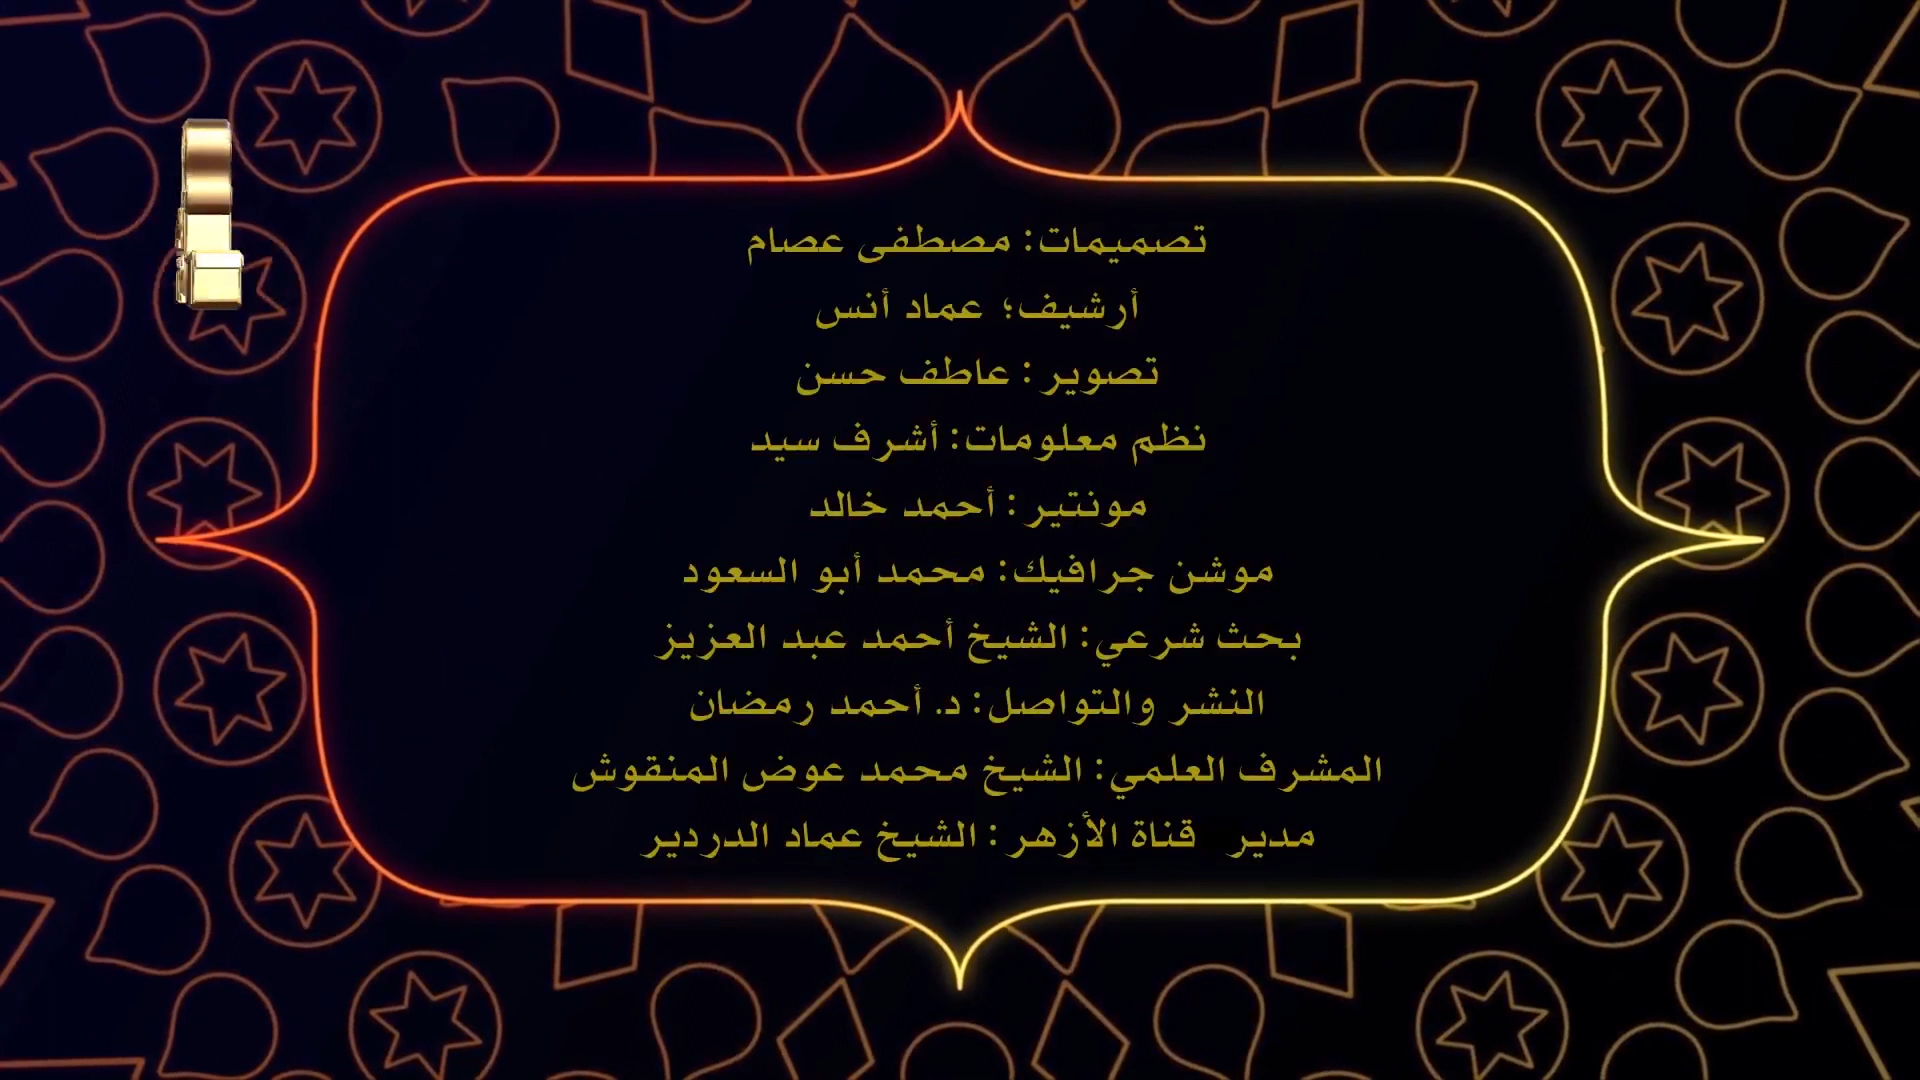 تصميمات: مصطفى عصام
أرشيف؛ عماد أنس
تصوير: عاطف حسن
نظم معلومات: أشرف سيد
مونتير: أحمد خالد
موشن جرافيك: محمد أبو السعود
بحث شرعي: الشيخ أحمد عبد العزيز
النشر والتواصل: د. أحمد رمضان
المشرف العلمي: الشيخ محمد عوض المنقوش
مدير قناة الأزهر: الشيخ عماد الدردير